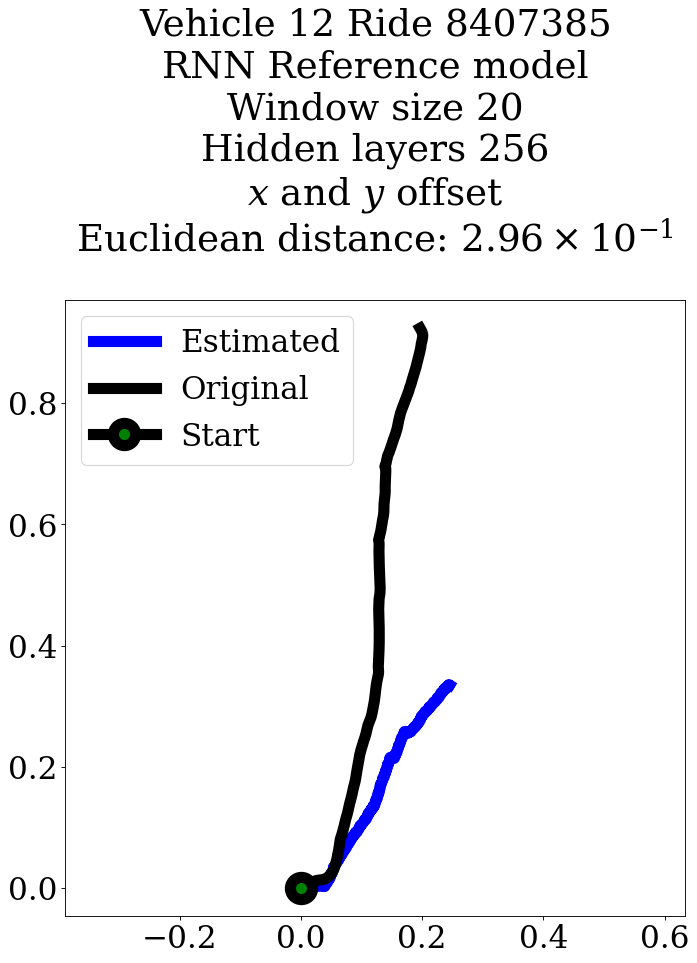 Vehicle 12 Ride 8407385
RNN Reference model
Window size 20
Hidden layers 256
x and y offset
Euclidean distance: 2.96 × 10⁻¹
Estimated
Original
Start
0.8
0.6
0.4
0.2
0.0
−0.2 0.0 0.2 0.4 0.6